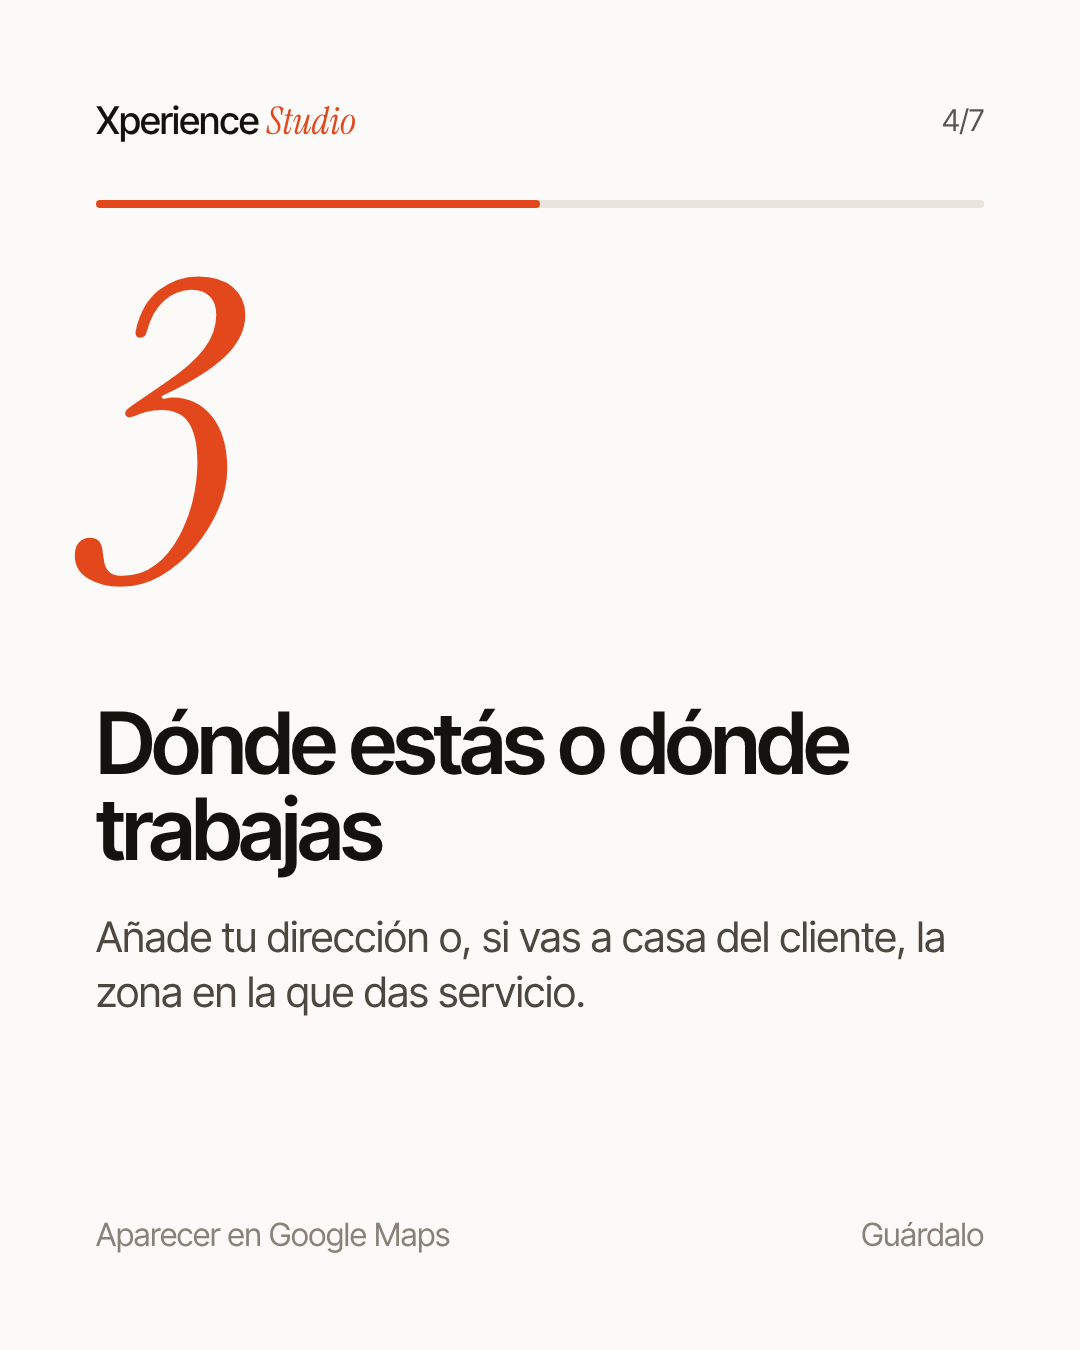 Xperience Studio
4/7
3
Dónde estás o dónde
trabajas
Añade tu dirección o, si vas a casa del cliente, la
zona en la que das servicio.
Aparecer en Google Maps
Guárdalo